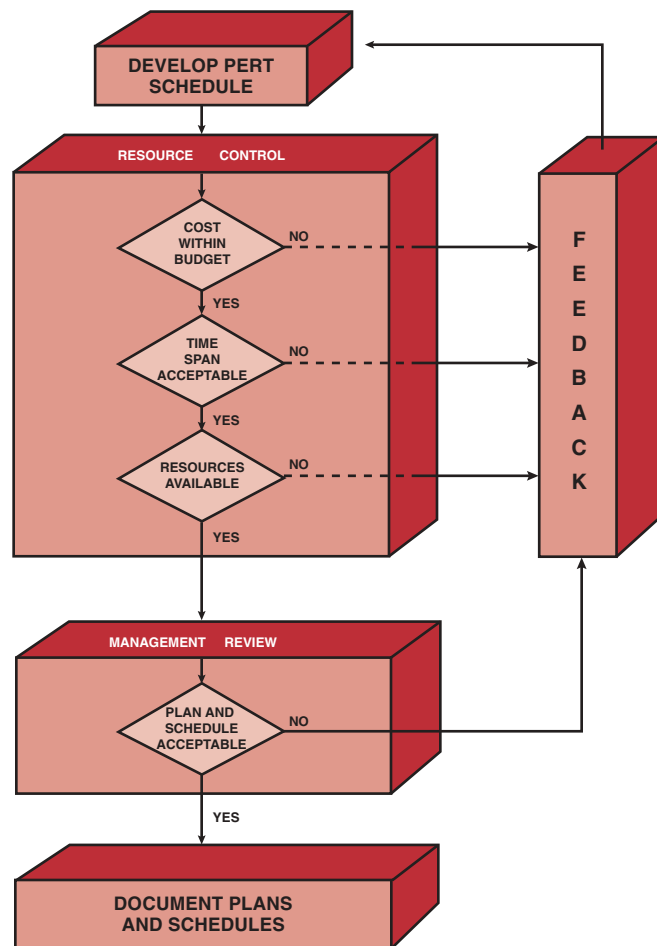 DEVELOP PERT
SCHEDULE
RESOURCE CONTROL
COST
WITHIN
BUDGET
NO
YES
TIME
SPAN
ACCEPTABLE
NO
YES
RESOURCES
AVAILABLE
NO
YES
F
E
E
D
B
A
C
K
MANAGEMENT REVIEW
PLAN AND
SCHEDULE
ACCEPTABLE
NO
YES
DOCUMENT PLANS
AND SCHEDULES